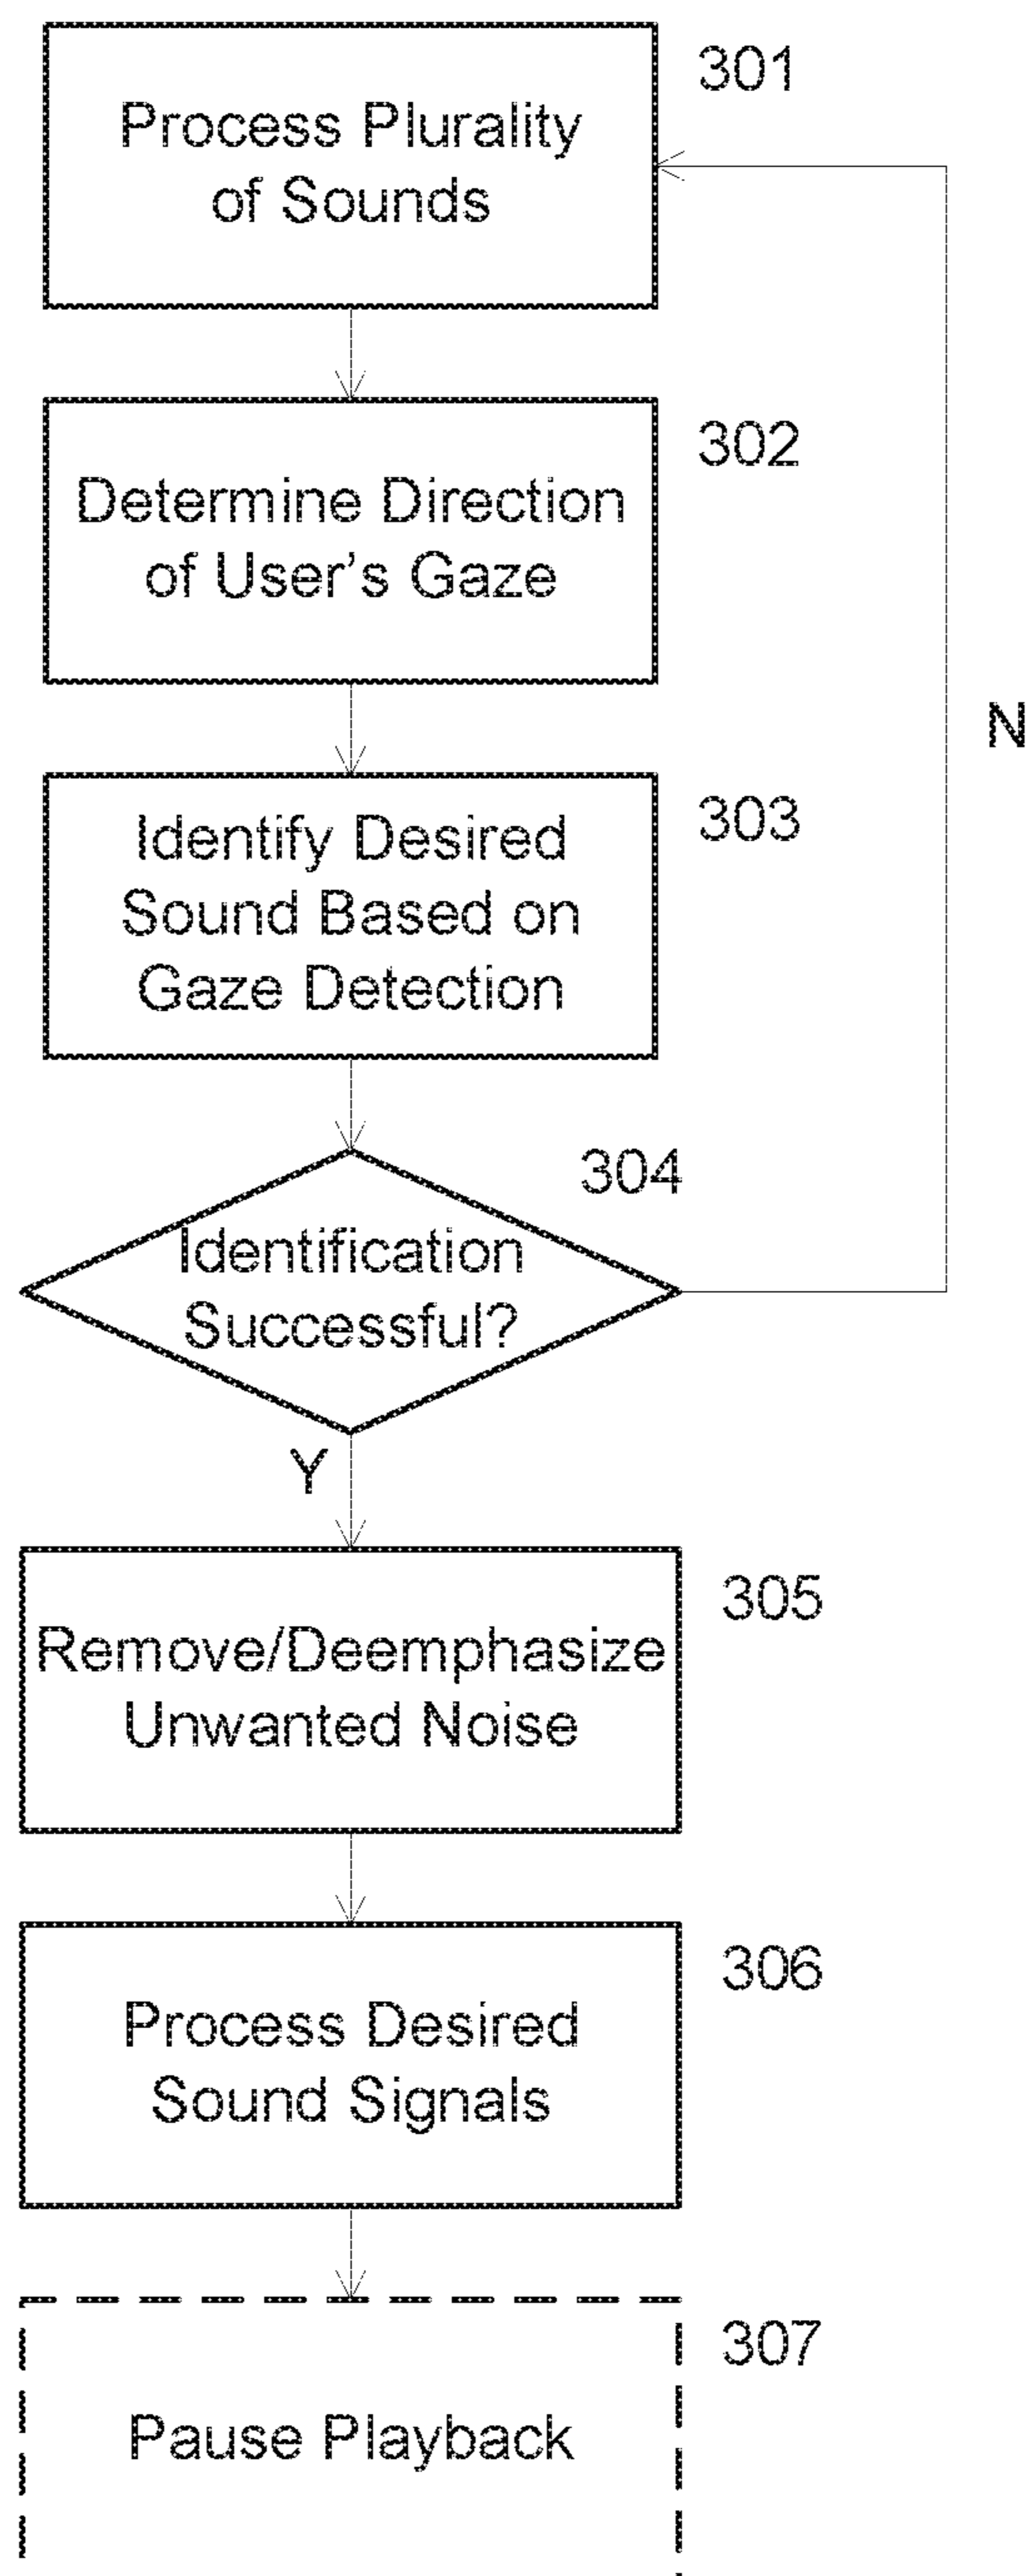 301
Process Plurality
of Sounds
302
Determine Direction
of User's Gaze
N
303
Identify Desired
Sound Based on
Gaze Detection
304
Identification
Successful?
Y
305
Remove/Deemphasize
Unwanted Noise
306
Process Desired
Sound Signals
307
Pause Playback